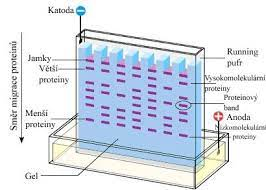 Katoda
−
Směr migrace proteinů
Jamky
Větší
proteiny
Menší
proteiny
Gel
Running
pufr
Vysokomolekulární
proteiny
Proteinový
band
+
Anoda
Nízkomolekulární
proteiny